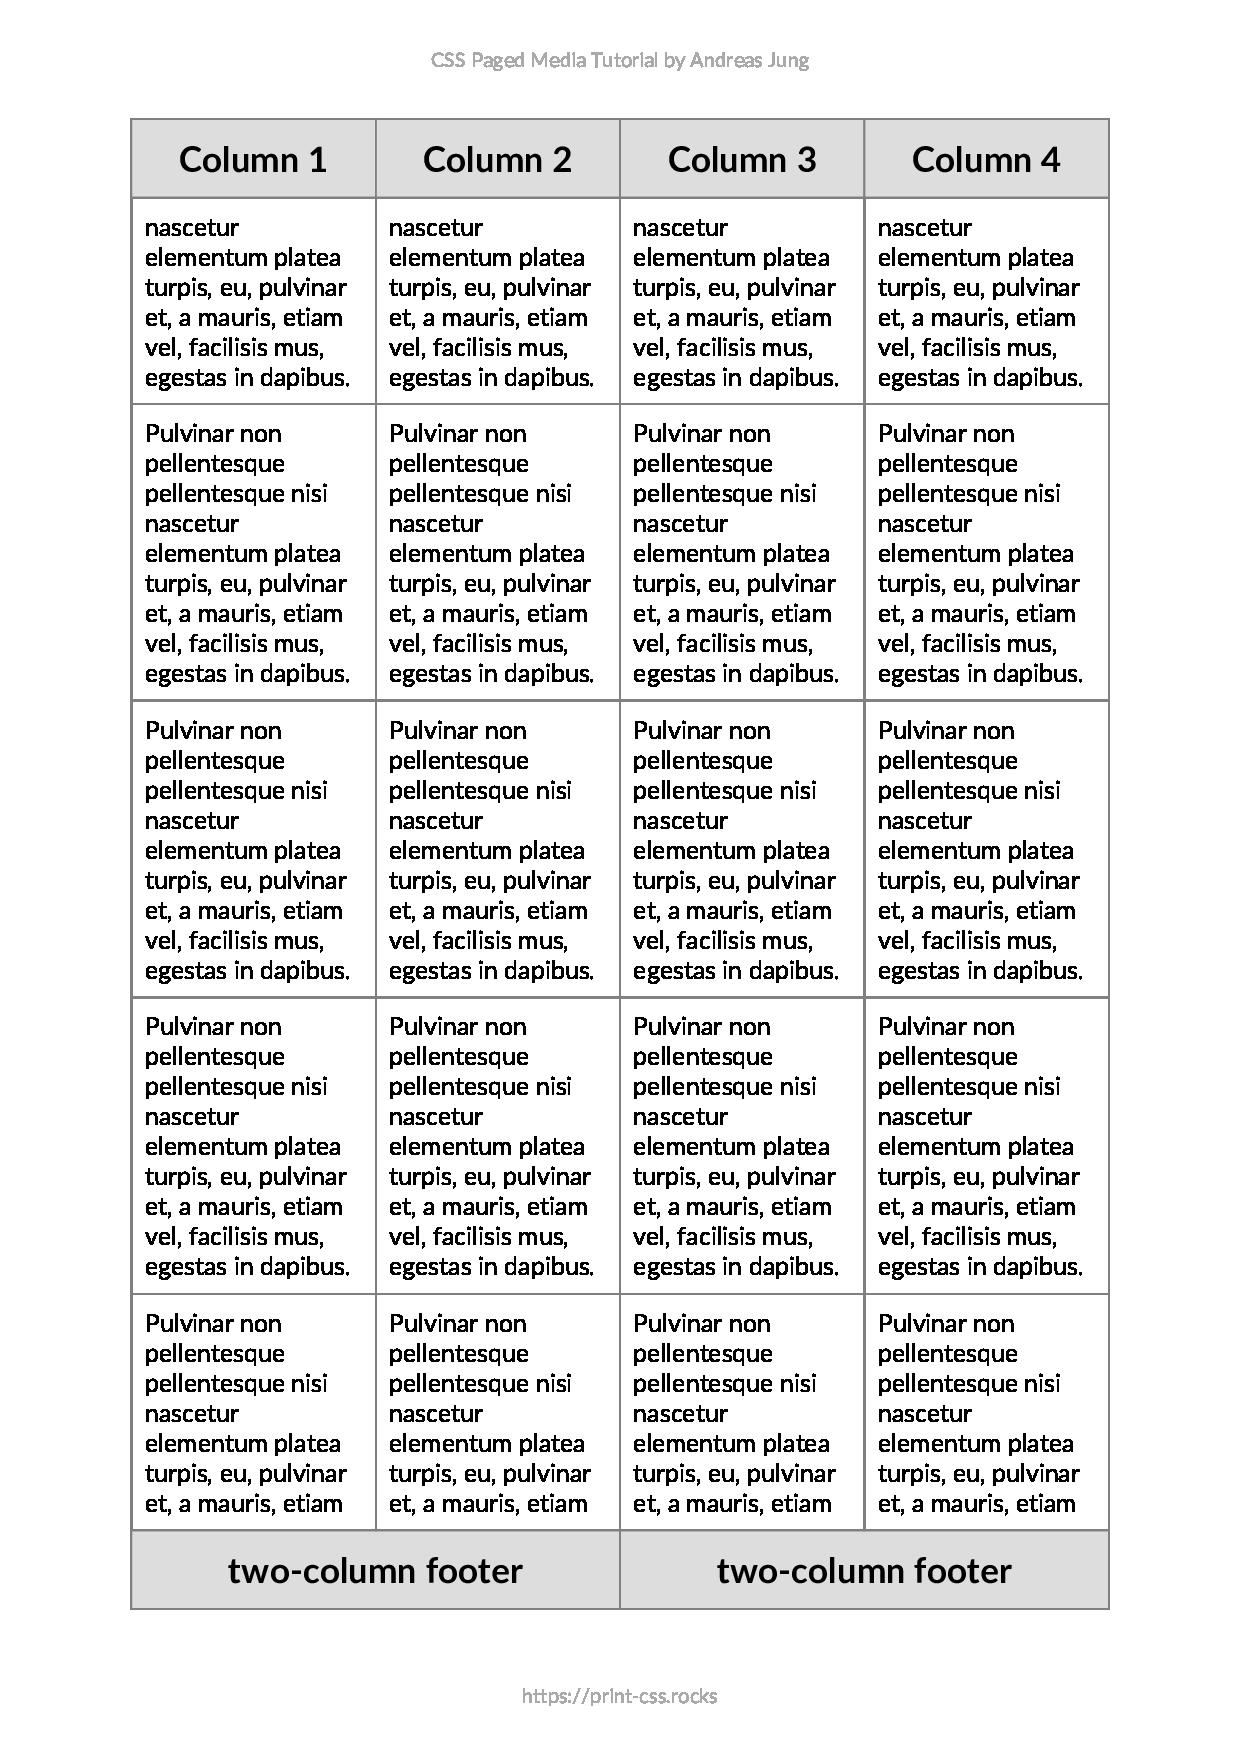 CSS Paged Media Tutorial by Andreas Jung
Column 1 Column 2 Column 3 Column 4
nascetur nascetur nascetur nascetur
elementum platea elementum platea elementum platea elementum platea
turpis, eu, pulvinar turpis, eu, pulvinar turpis, eu, pulvinar turpis, eu, pulvinar
et, a mauris, etiam et, a mauris, etiam et, a mauris, etiam et, a mauris, etiam
vel, facilisis mus, vel, facilisis mus, vel, facilisis mus, vel, facilisis mus,
egestas in dapibus. egestas in dapibus. egestas in dapibus. egestas in dapibus.
Pulvinar non Pulvinar non Pulvinar non Pulvinar non
pellentesque pellentesque pellentesque pellentesque
pellentesque nisi pellentesque nisi pellentesque nisi pellentesque nisi
nascetur nascetur nascetur nascetur
elementum platea elementum platea elementum platea elementum platea
turpis, eu, pulvinar turpis, eu, pulvinar turpis, eu, pulvinar turpis, eu, pulvinar
et, a mauris, etiam et, a mauris, etiam et, a mauris, etiam et, a mauris, etiam
vel, facilisis mus, vel, facilisis mus, vel, facilisis mus, vel, facilisis mus,
egestas in dapibus. egestas in dapibus. egestas in dapibus. egestas in dapibus.
Pulvinar non Pulvinar non Pulvinar non Pulvinar non
pellentesque pellentesque pellentesque pellentesque
pellentesque nisi pellentesque nisi pellentesque nisi pellentesque nisi
nascetur nascetur nascetur nascetur
elementum platea elementum platea elementum platea elementum platea
turpis, eu, pulvinar turpis, eu, pulvinar turpis, eu, pulvinar turpis, eu, pulvinar
et, a mauris, etiam et, a mauris, etiam et, a mauris, etiam et, a mauris, etiam
vel, facilisis mus, vel, facilisis mus, vel, facilisis mus, vel, facilisis mus,
egestas in dapibus. egestas in dapibus. egestas in dapibus. egestas in dapibus.
Pulvinar non Pulvinar non Pulvinar non Pulvinar non
pellentesque pellentesque pellentesque pellentesque
pellentesque nisi pellentesque nisi pellentesque nisi pellentesque nisi
nascetur nascetur nascetur nascetur
elementum platea elementum platea elementum platea elementum platea
turpis, eu, pulvinar turpis, eu, pulvinar turpis, eu, pulvinar turpis, eu, pulvinar
et, a mauris, etiam et, a mauris, etiam et, a mauris, etiam et, a mauris, etiam
vel, facilisis mus, vel, facilisis mus, vel, facilisis mus, vel, facilisis mus,
egestas in dapibus. egestas in dapibus. egestas in dapibus. egestas in dapibus.
Pulvinar non Pulvinar non Pulvinar non Pulvinar non
pellentesque pellentesque pellentesque pellentesque
pellentesque nisi pellentesque nisi pellentesque nisi pellentesque nisi
nascetur nascetur nascetur nascetur
elementum platea elementum platea elementum platea elementum platea
turpis, eu, pulvinar turpis, eu, pulvinar turpis, eu, pulvinar turpis, eu, pulvinar
et, a mauris, etiam et, a mauris, etiam et, a mauris, etiam et, a mauris, etiam
two-column footer two-column footer
https://print-css.rocks